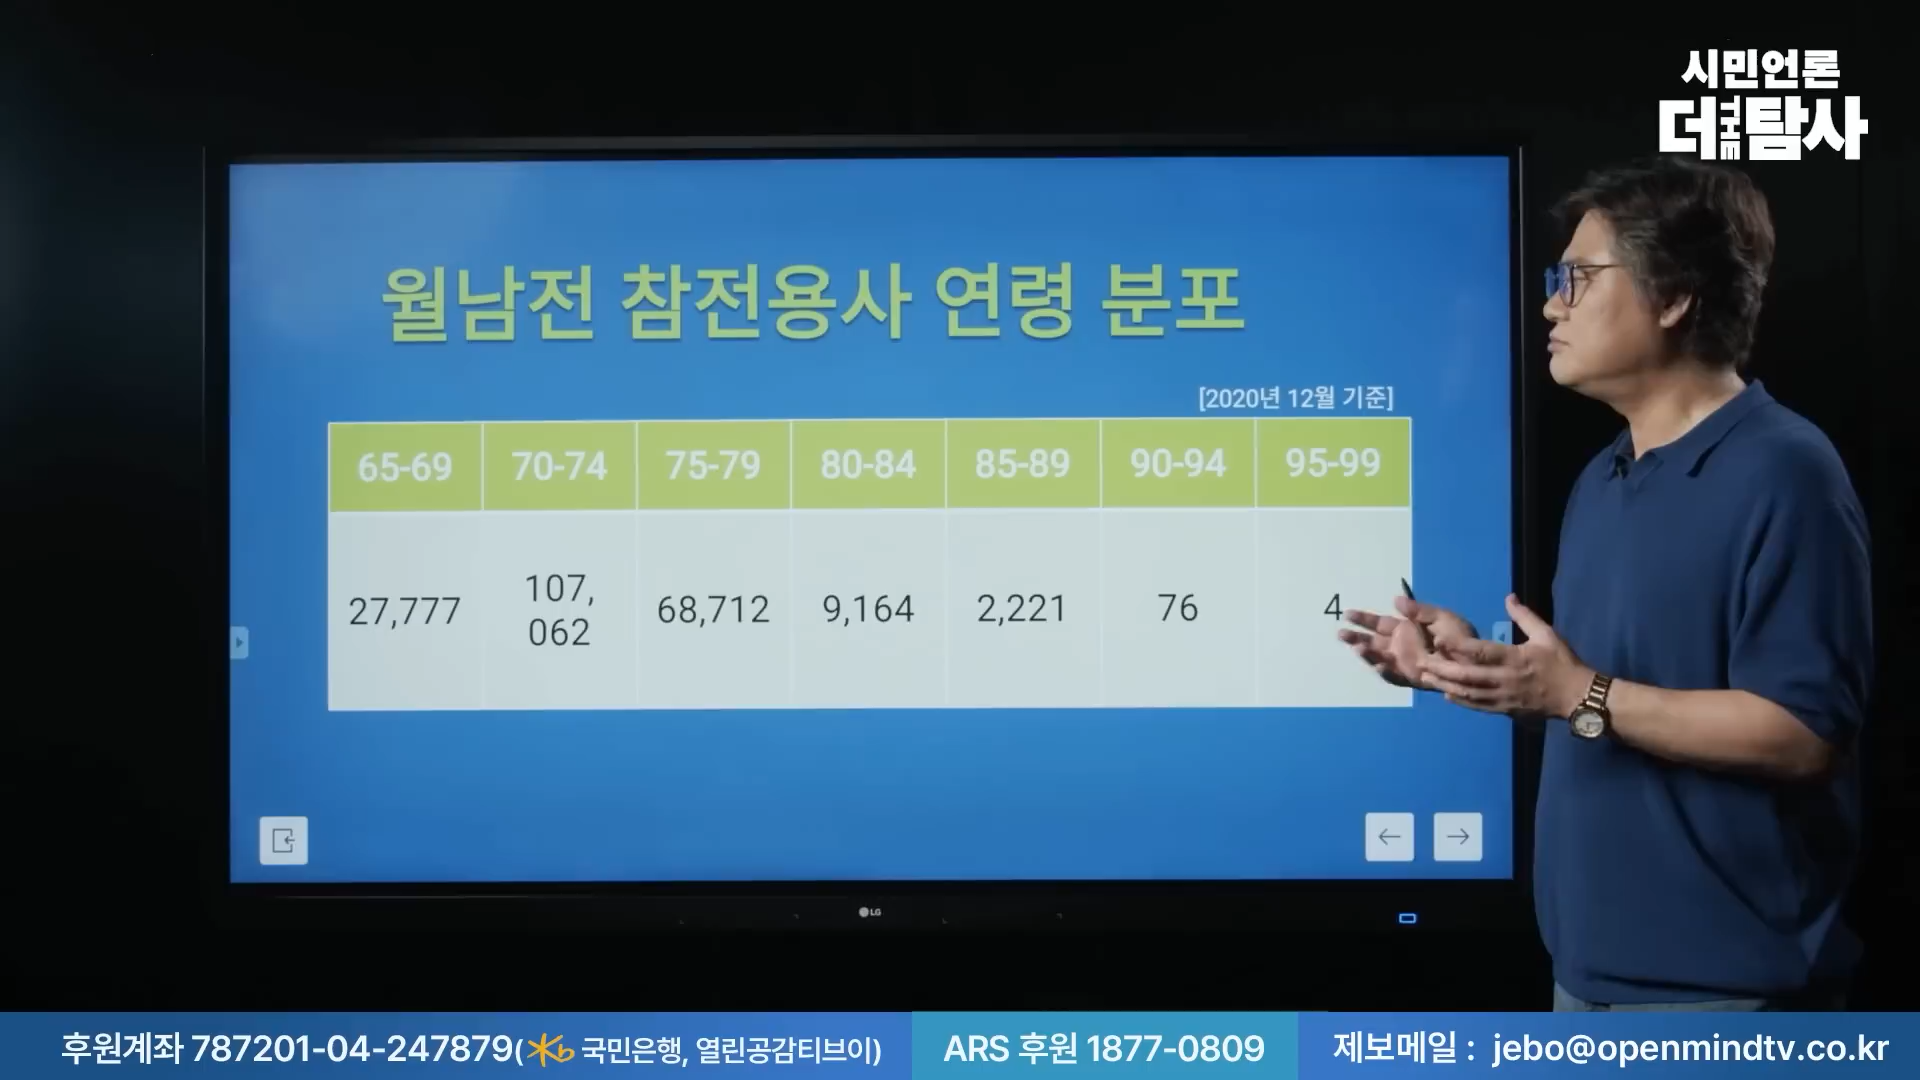 시민언론
더탐사
월남전 참전용사 연령 분포
[2020년 12월 기준]
65-69 70-74 75-79 80-84 85-89 90-94 95-99
27,777 107,062 68,712 9,164 2,221 76 4
LG
후원계좌 787201-04-247879( Kb 국민은행, 열린공감티브이) ARS 후원 1877-0809 제보메일 : jebo@openmindtv.co.kr